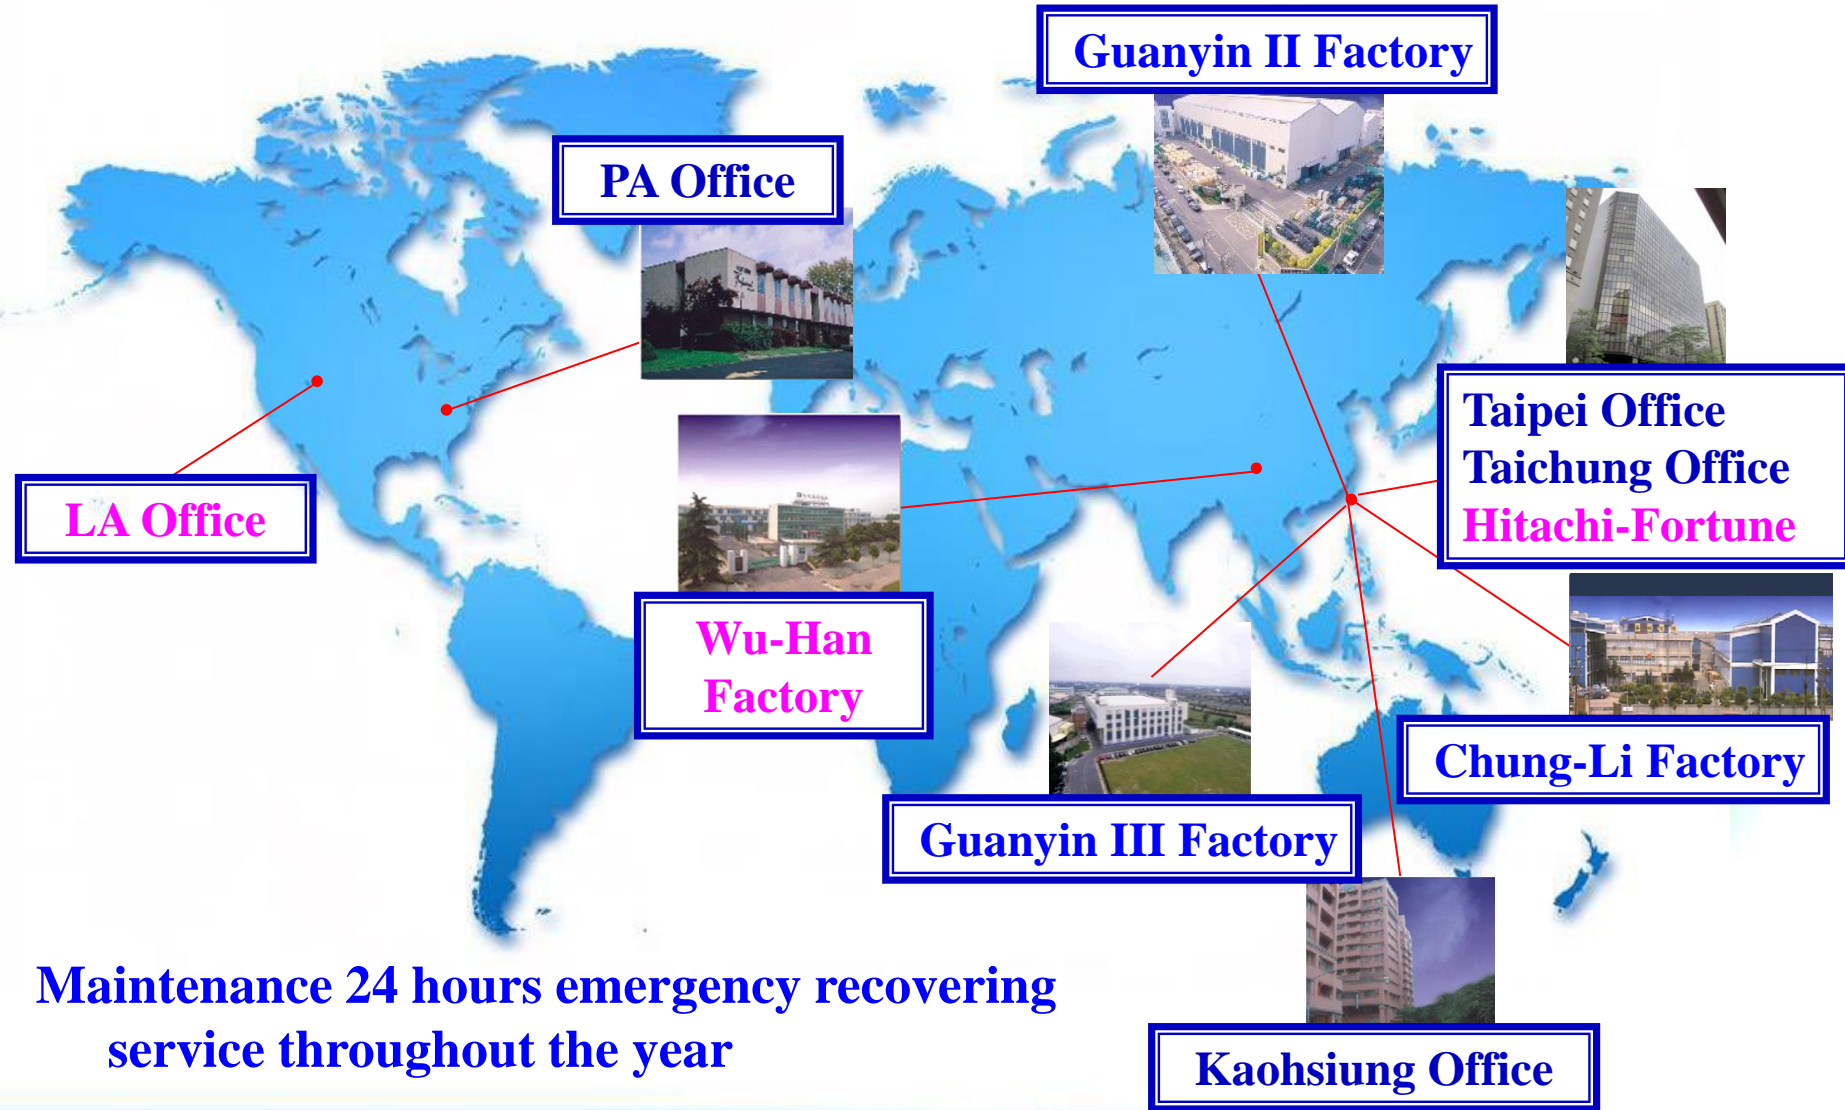 Guanyin II Factory
PA Office
Taipei Office
Taichung Office
Hitachi-Fortune
LA Office
Wu-Han
Factory
Chung-Li Factory
Guanyin III Factory
Maintenance 24 hours emergency recovering
service throughout the year
Kaohsiung Office